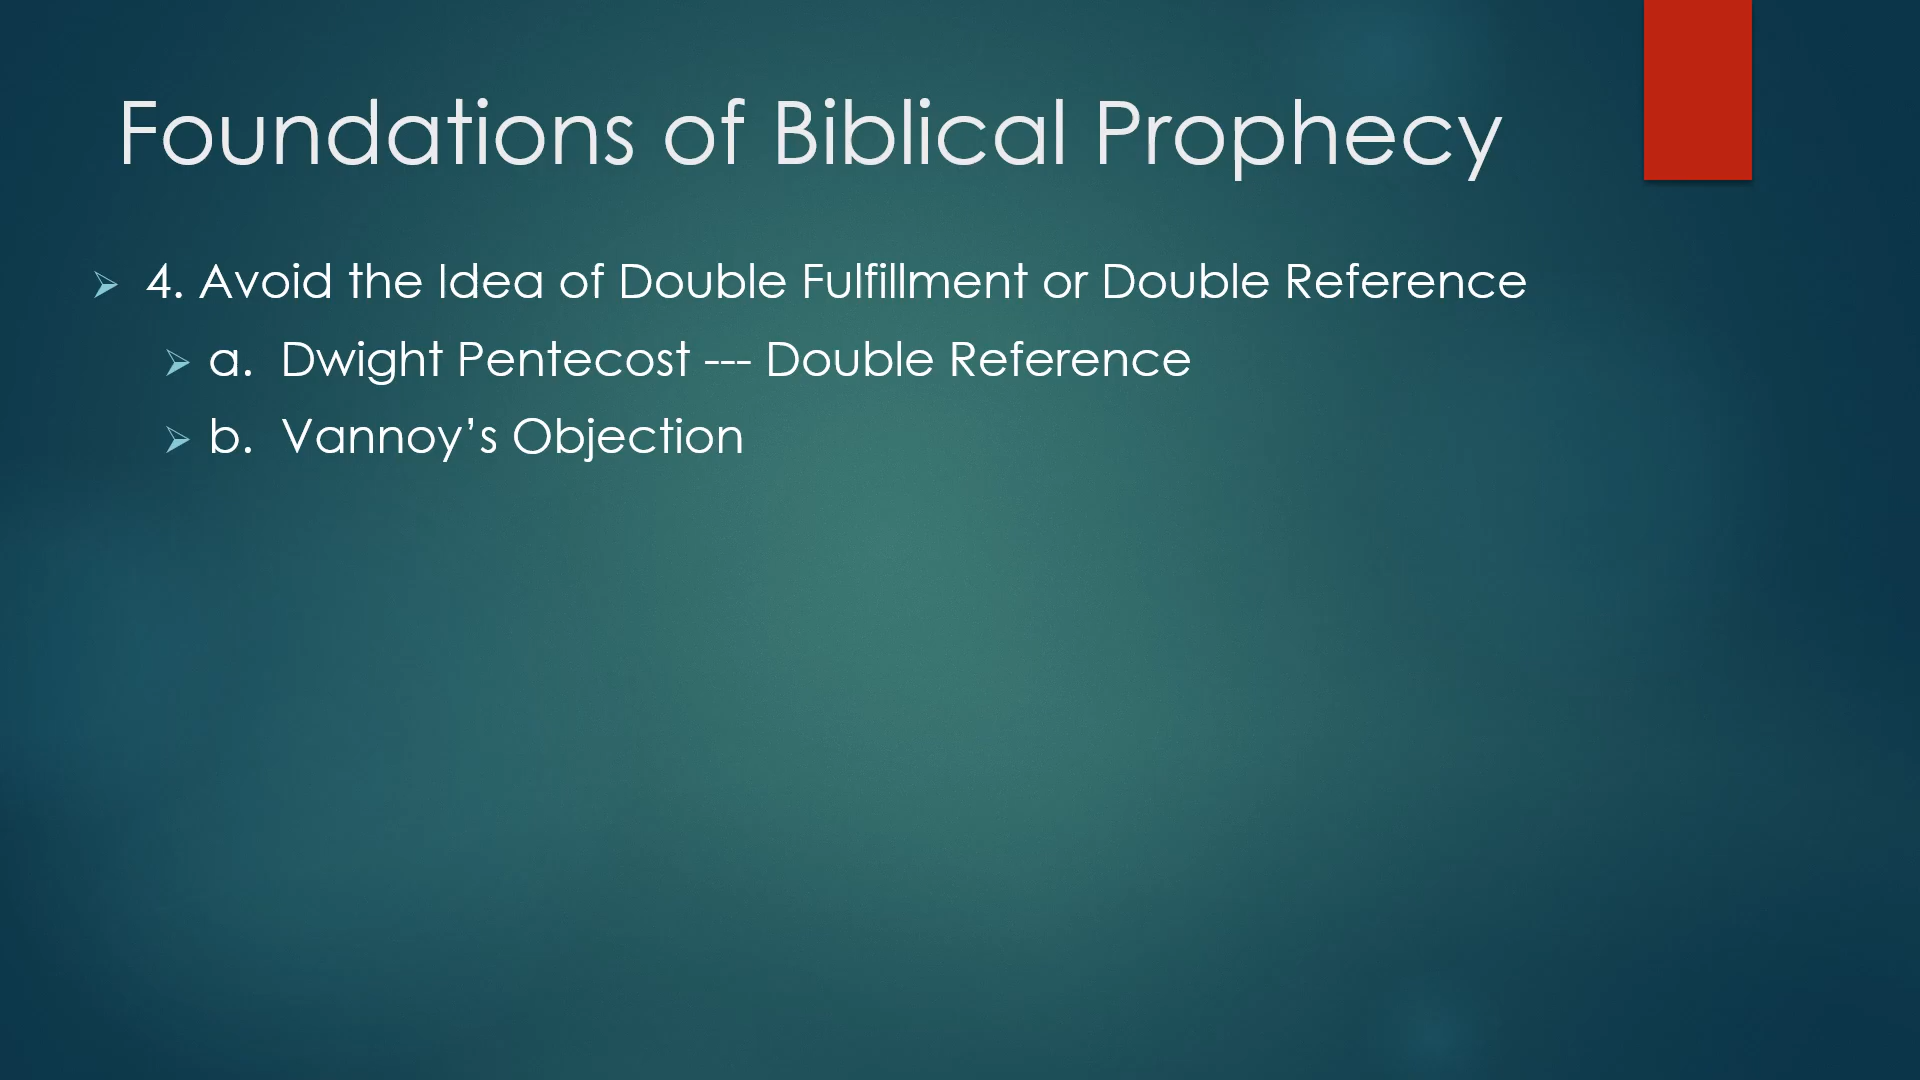 Foundations of Biblical Prophecy
4. Avoid the Idea of Double Fulfillment or Double Reference
a. Dwight Pentecost --- Double Reference
b. Vannoy’s Objection